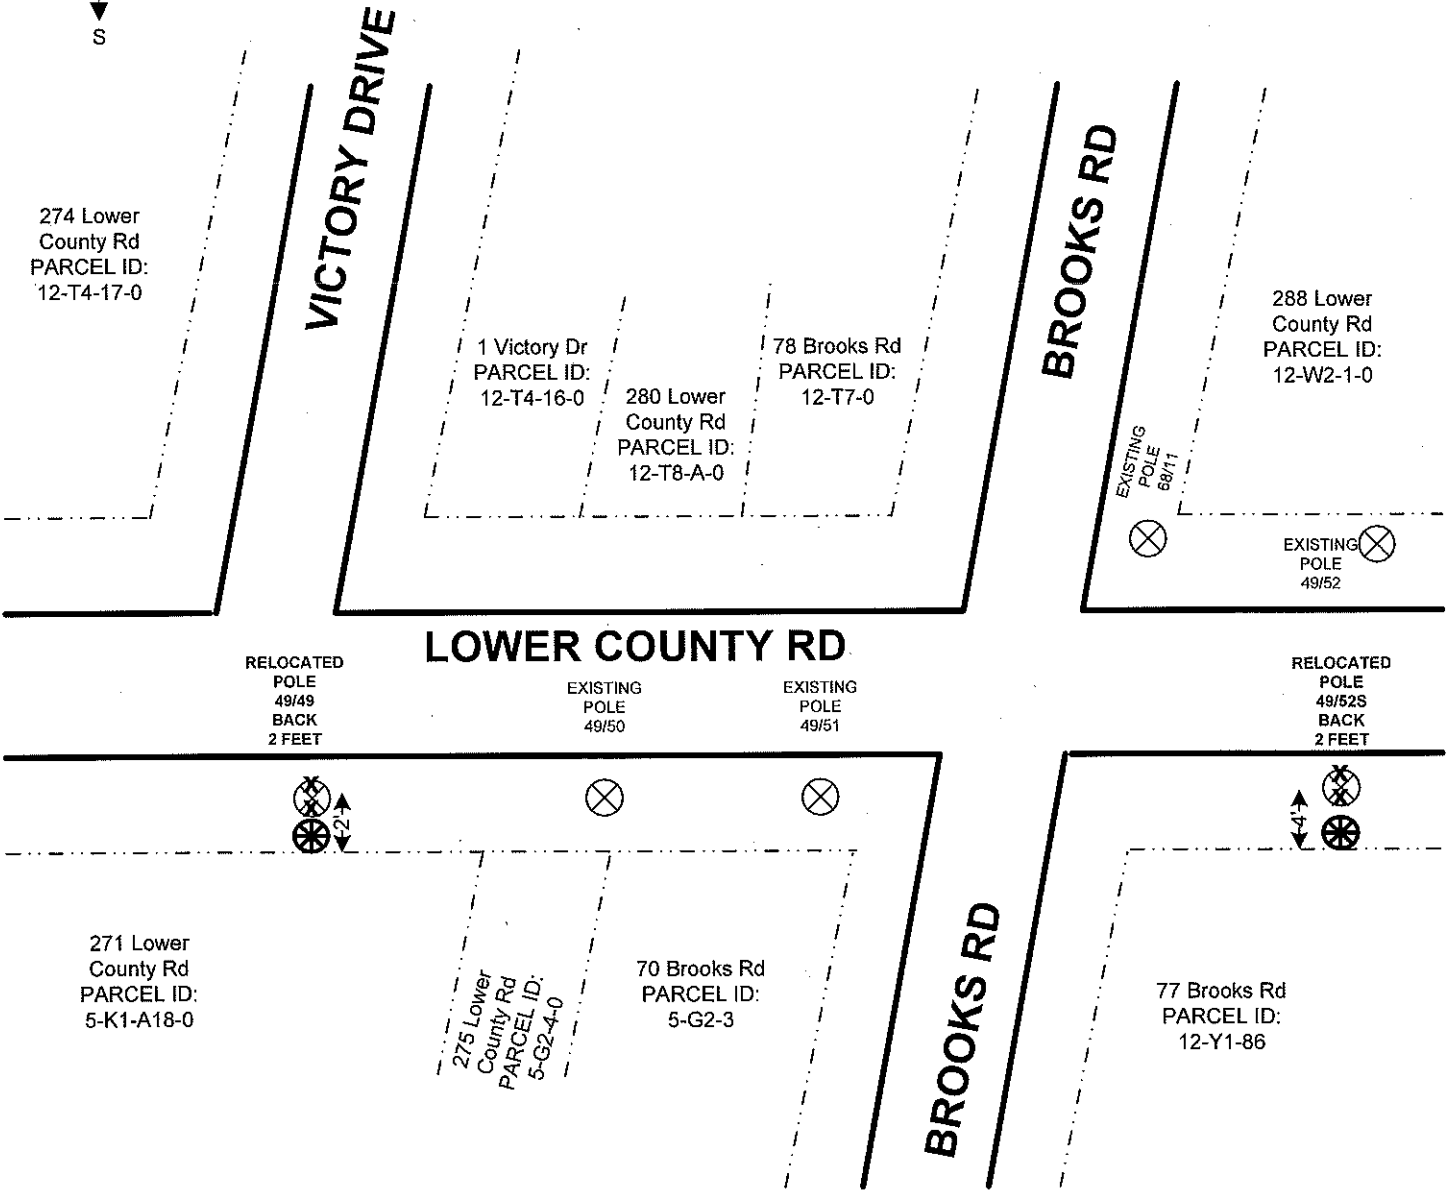 S
VICTORY DRIVE
BROOKS RD
274 Lower
County Rd
PARCEL ID:
12-T4-17-0
1 Victory Dr
PARCEL ID:
12-T4-16-0
280 Lower
County Rd
PARCEL ID:
12-T8-A-0
78 Brooks Rd
PARCEL ID:
12-T7-0
288 Lower
County Rd
PARCEL ID:
12-W2-1-0
EXISTING
POLE
68/11
EXISTING
POLE
49/52
LOWER COUNTY RD
RELOCATED
POLE
49/49
BACK
2 FEET
EXISTING
POLE
49/50
EXISTING
POLE
49/51
RELOCATED
POLE
49/52S
BACK
2 FEET
X
X
2'
X
X
4'
271 Lower
County Rd
PARCEL ID:
5-K1-A18-0
275 Lower
County Rd
PARCEL ID:
5-G2-4-0
70 Brooks Rd
PARCEL ID:
5-G2-3
BROOKS RD
77 Brooks Rd
PARCEL ID:
12-Y1-86